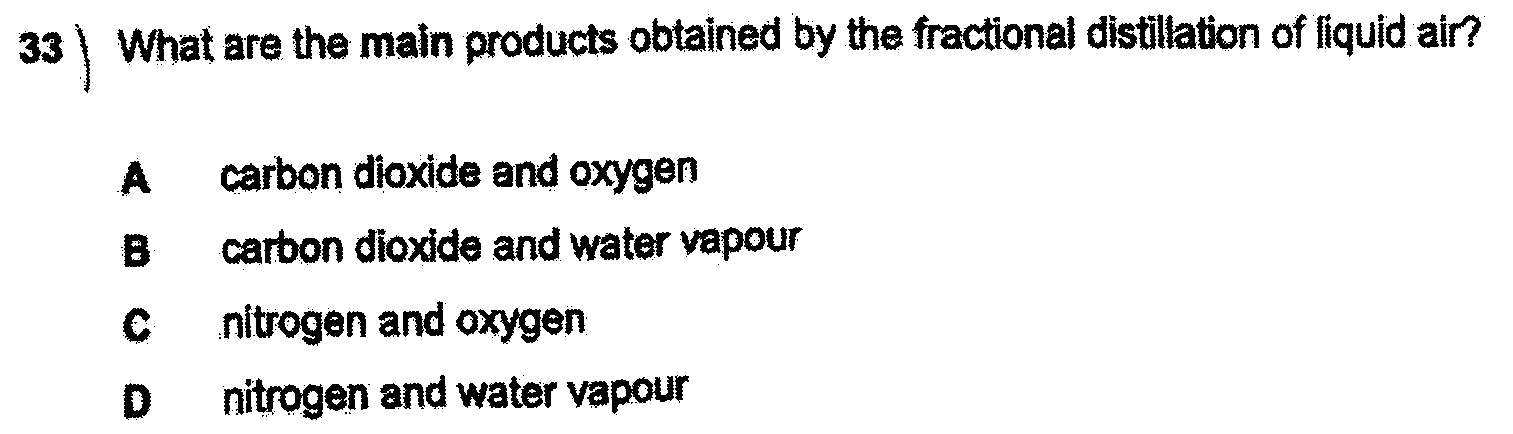 33) What are the main products obtained by the fractional distillation of liquid air?
A carbon dioxide and oxygen
B carbon dioxide and water vapour
C nitrogen and oxygen
D nitrogen and water vapour